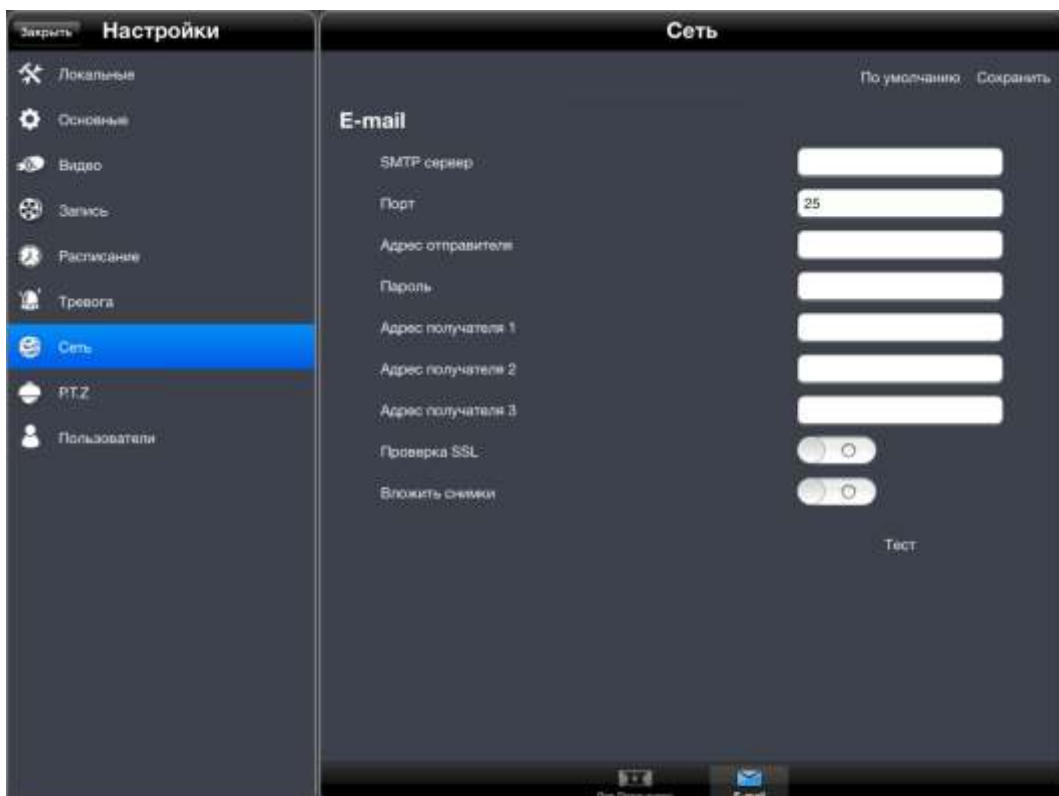 Закрыть
Настройки
Сеть
Локальные
Основные
Видео
Запись
Расписание
Тревога
Сеть
P.T.Z
Пользователи
По умолчанию Сохранить
E-mail
SMTP сервер
Порт 25
Адрес отправителя
Пароль
Адрес получателя 1
Адрес получателя 2
Адрес получателя 3
Проверка SSL
Вложить снимки
Тест
E-mail